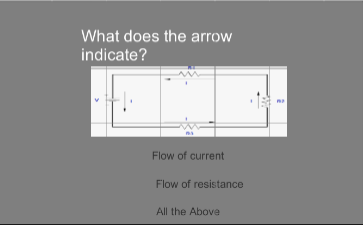 What does the arrow
indicate?
V
I
I
I
I
Flow of current
Flow of resistance
All the Above